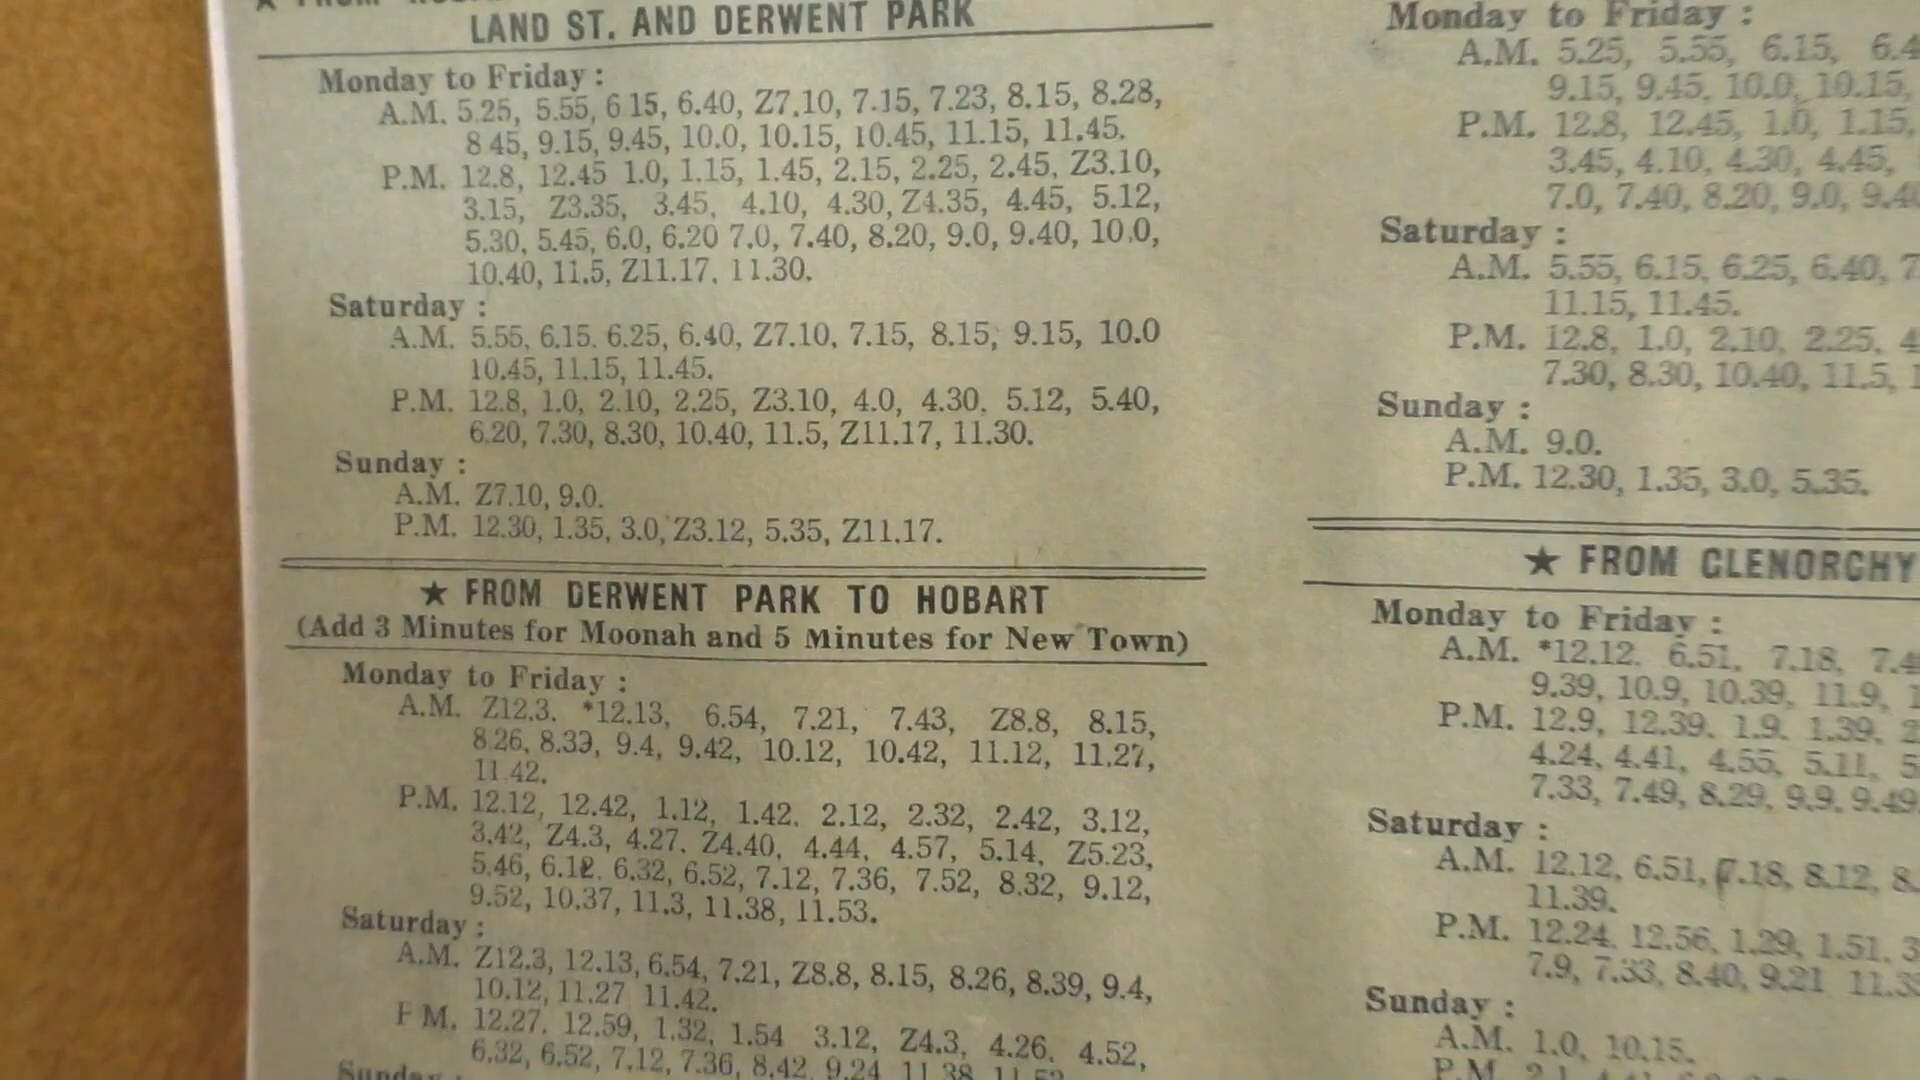 LAND ST. AND DERWENT PARK
Monday to Friday :
A.M. 5.25, 5.55, 6 15, 6.40, Z7.10, 7.15, 7.23, 8.15, 8.28,
8 45, 9.15, 9.45, 10.0, 10.15, 10.45, 11.15, 11.45.
P.M. 12.8, 12.45 1.0, 1.15, 1.45, 2.15, 2.25, 2.45, Z3.10,
3.15, Z3.35, 3.45, 4.10, 4.30, Z4.35, 4.45, 5.12,
5.30, 5.45, 6.0, 6.20 7.0, 7.40, 8.20, 9.0, 9.40, 10.0,
10.40, 11.5, Z11.17. 11.30.
Saturday :
A.M. 5.55, 6.15. 6.25, 6.40, Z7.10, 7.15, 8.15, 9.15, 10.0
10.45, 11.15, 11.45.
P.M. 12.8, 1.0, 2.10, 2.25, Z3.10, 4.0, 4.30, 5.12, 5.40,
6.20, 7.30, 8.30, 10.40, 11.5, Z11.17, 11.30.
Sunday :
A.M. Z7.10, 9.0.
P.M. 12.30, 1.35, 3.0, Z3.12, 5.35, Z11.17.
★ FROM DERWENT PARK TO HOBART
(Add 3 Minutes for Moonah and 5 Minutes for New Town)
Monday to Friday :
A.M. Z12.3. *12.13, 6.54, 7.21, 7.43, Z8.8, 8.15,
8.26, 8.39, 9.4, 9.42, 10.12, 10.42, 11.12, 11.27,
11.42.
P.M. 12.12, 12.42, 1.12, 1.42. 2.12, 2.32, 2.42, 3.12,
3.42, Z4.3, 4.27. Z4.40, 4.44, 4.57, 5.14, Z5.23,
5.46, 6.12. 6.32, 6.52, 7.12, 7.36, 7.52, 8.32, 9.12,
9.52, 10.37, 11.3, 11.38, 11.53.
Saturday :
A.M. Z12.3, 12.13, 6.54, 7.21, Z8.8, 8.15, 8.26, 8.39, 9.4,
10.12, 11.27 11.42.
P M. 12.27. 12.59, 1.32, 1.54 3.12, Z4.3, 4.26, 4.52,
6.32, 6.52, 7.12, 7.36, 8.42, 9.24, 11.38
Sunday :
Monday to Friday :
A.M. 5.25, 5.55, 6.15,
9.15, 9.45, 10.0, 10.15,
P.M. 12.8, 12.45, 1.0, 1.15,
3.45, 4.10, 4.30, 4.45,
7.0, 7.40, 8.20, 9.0,
Saturday :
A.M. 5.55, 6.15, 6.25, 6.40,
11.15, 11.45.
P.M. 12.8, 1.0, 2.10, 2.25,
7.30, 8.30, 10.40, 11.5,
Sunday :
A.M. 9.0.
P.M. 12.30, 1.35, 3.0, 5.35.
★ FROM GLENORCHY
Monday to Friday :
A.M. *12.12. 6.51. 7.18,
9.39, 10.9, 10.39, 11.9,
P.M. 12.9, 12.39. 1.9. 1.39.
4.24, 4.41, 4.55, 5.11,
7.33, 7.49, 8.29, 9.9, 9.49
Saturday :
A.M. 12.12, 6.51, 7.18, 8.12,
11.39.
P.M. 12.24, 12.56, 1.29, 1.51,
7.9, 7.33, 8.40, 9.21
Sunday :
A.M. 1.0, 10.15.
P.M.